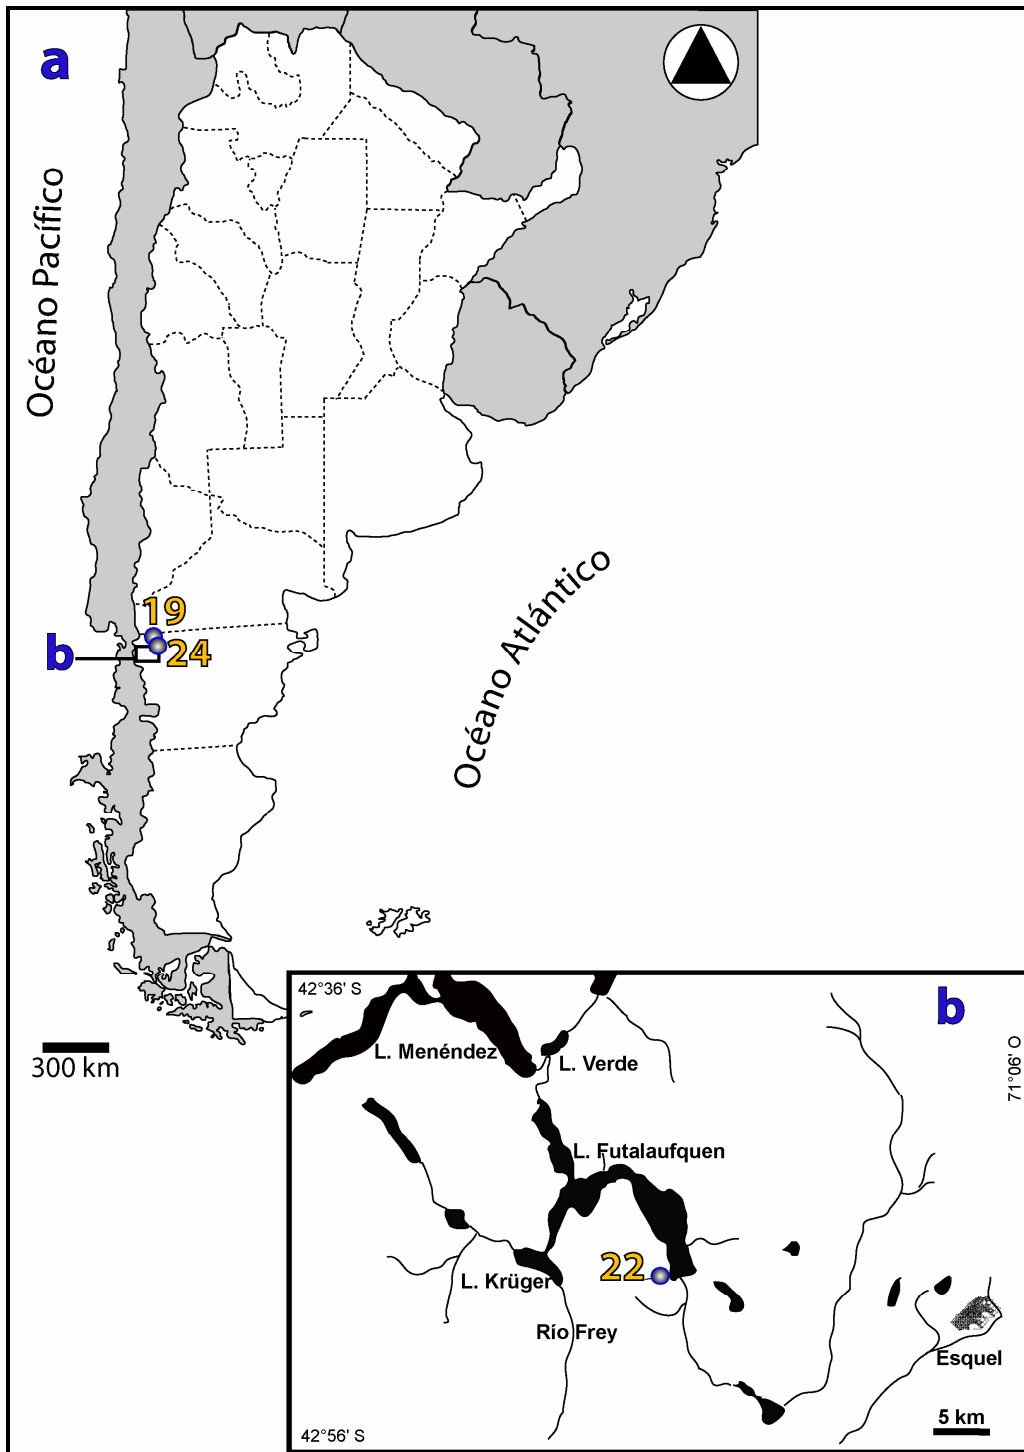 a
Océano Pacífico
19
b
24
Océano Atlántico
300 km
42°36' S
b
L. Menéndez
L. Verde
71°06' O
L. Futalaufquen
22
L. Krüger
Río Frey
Esquel
5 km
42°56' S